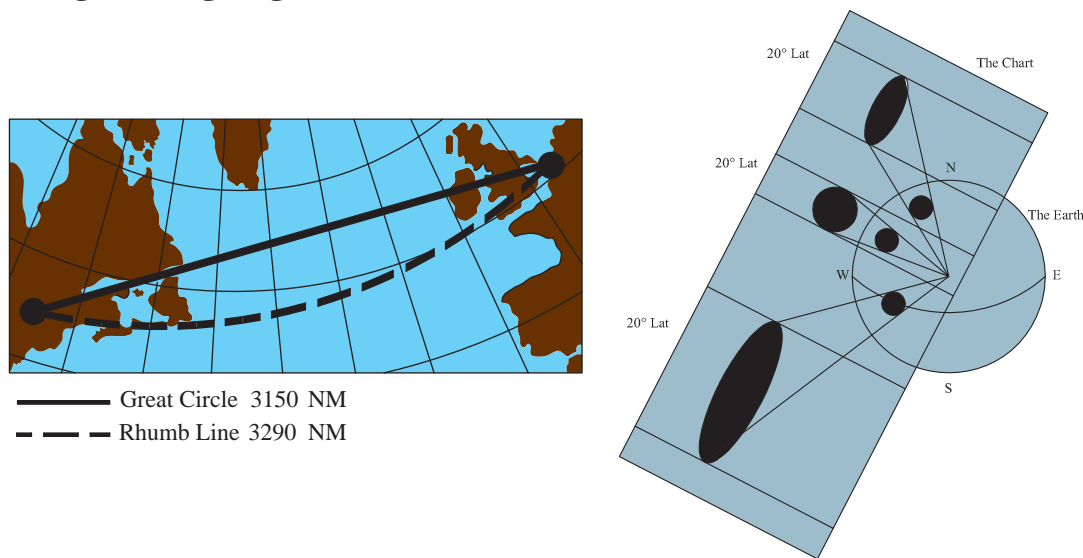 Great Circle 3150 NM
Rhumb Line 3290 NM
20° Lat
The Chart
20° Lat
N
The Earth
W
E
20° Lat
S